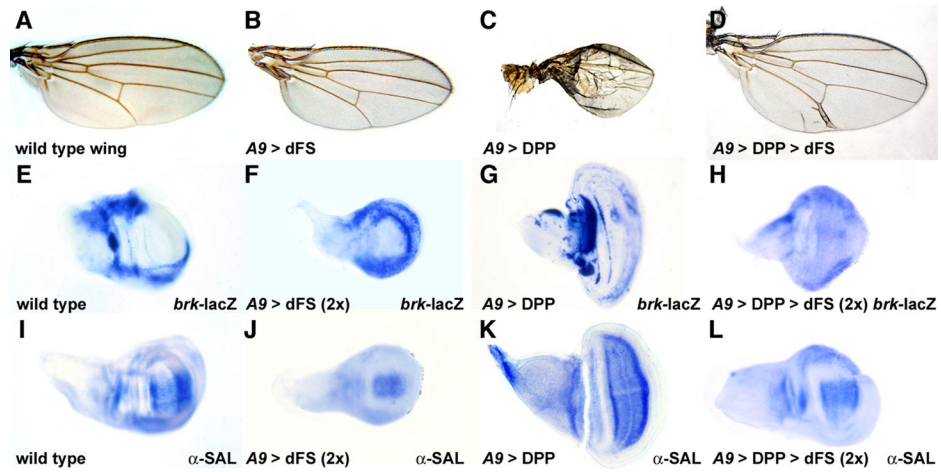 A B C D
wild type wing A9 > dFS A9 > DPP A9 > DPP > dFS
E F G H
wild type brk-lacZ A9 > dFS (2x) brk-lacZ A9 > DPP brk-lacZ A9 > DPP > dFS (2x) brk-lacZ
I J K L
wild type α-SAL A9 > dFS (2x) α-SAL A9 > DPP α-SAL A9 > DPP > dFS (2x) α-SAL